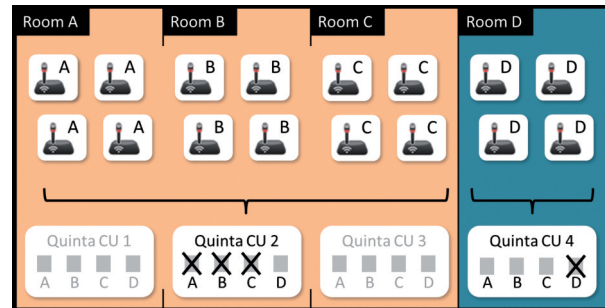 Room A
Room B
Room C
Room D
A A B B C C D D
A A B B C C D D
Quinta CU 1
A B C D
Quinta CU 2
A B C D
Quinta CU 3
A B C D
Quinta CU 4
A B C D